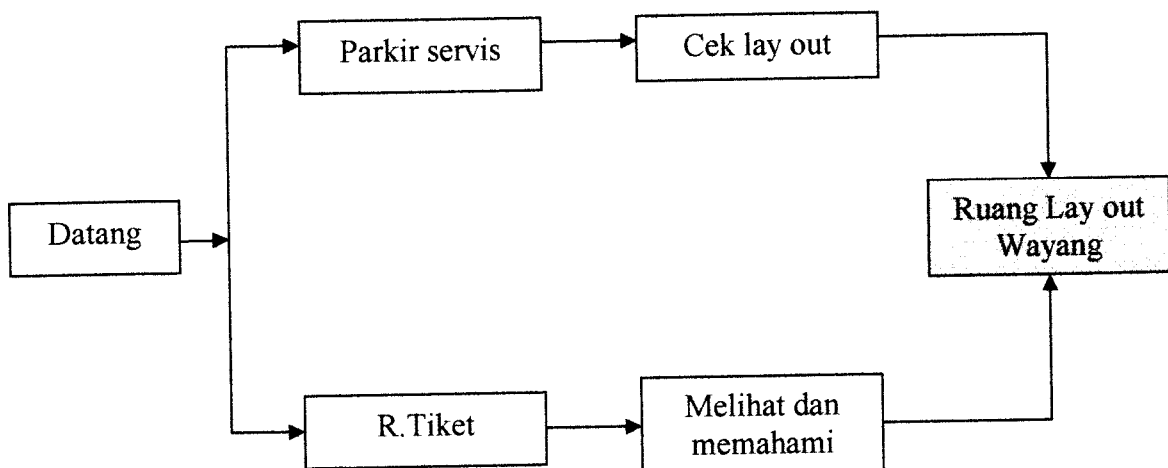 Parkir servis
Cek lay out
Datang
Ruang Lay out
Wayang
R.Tiket
Melihat dan
memahami